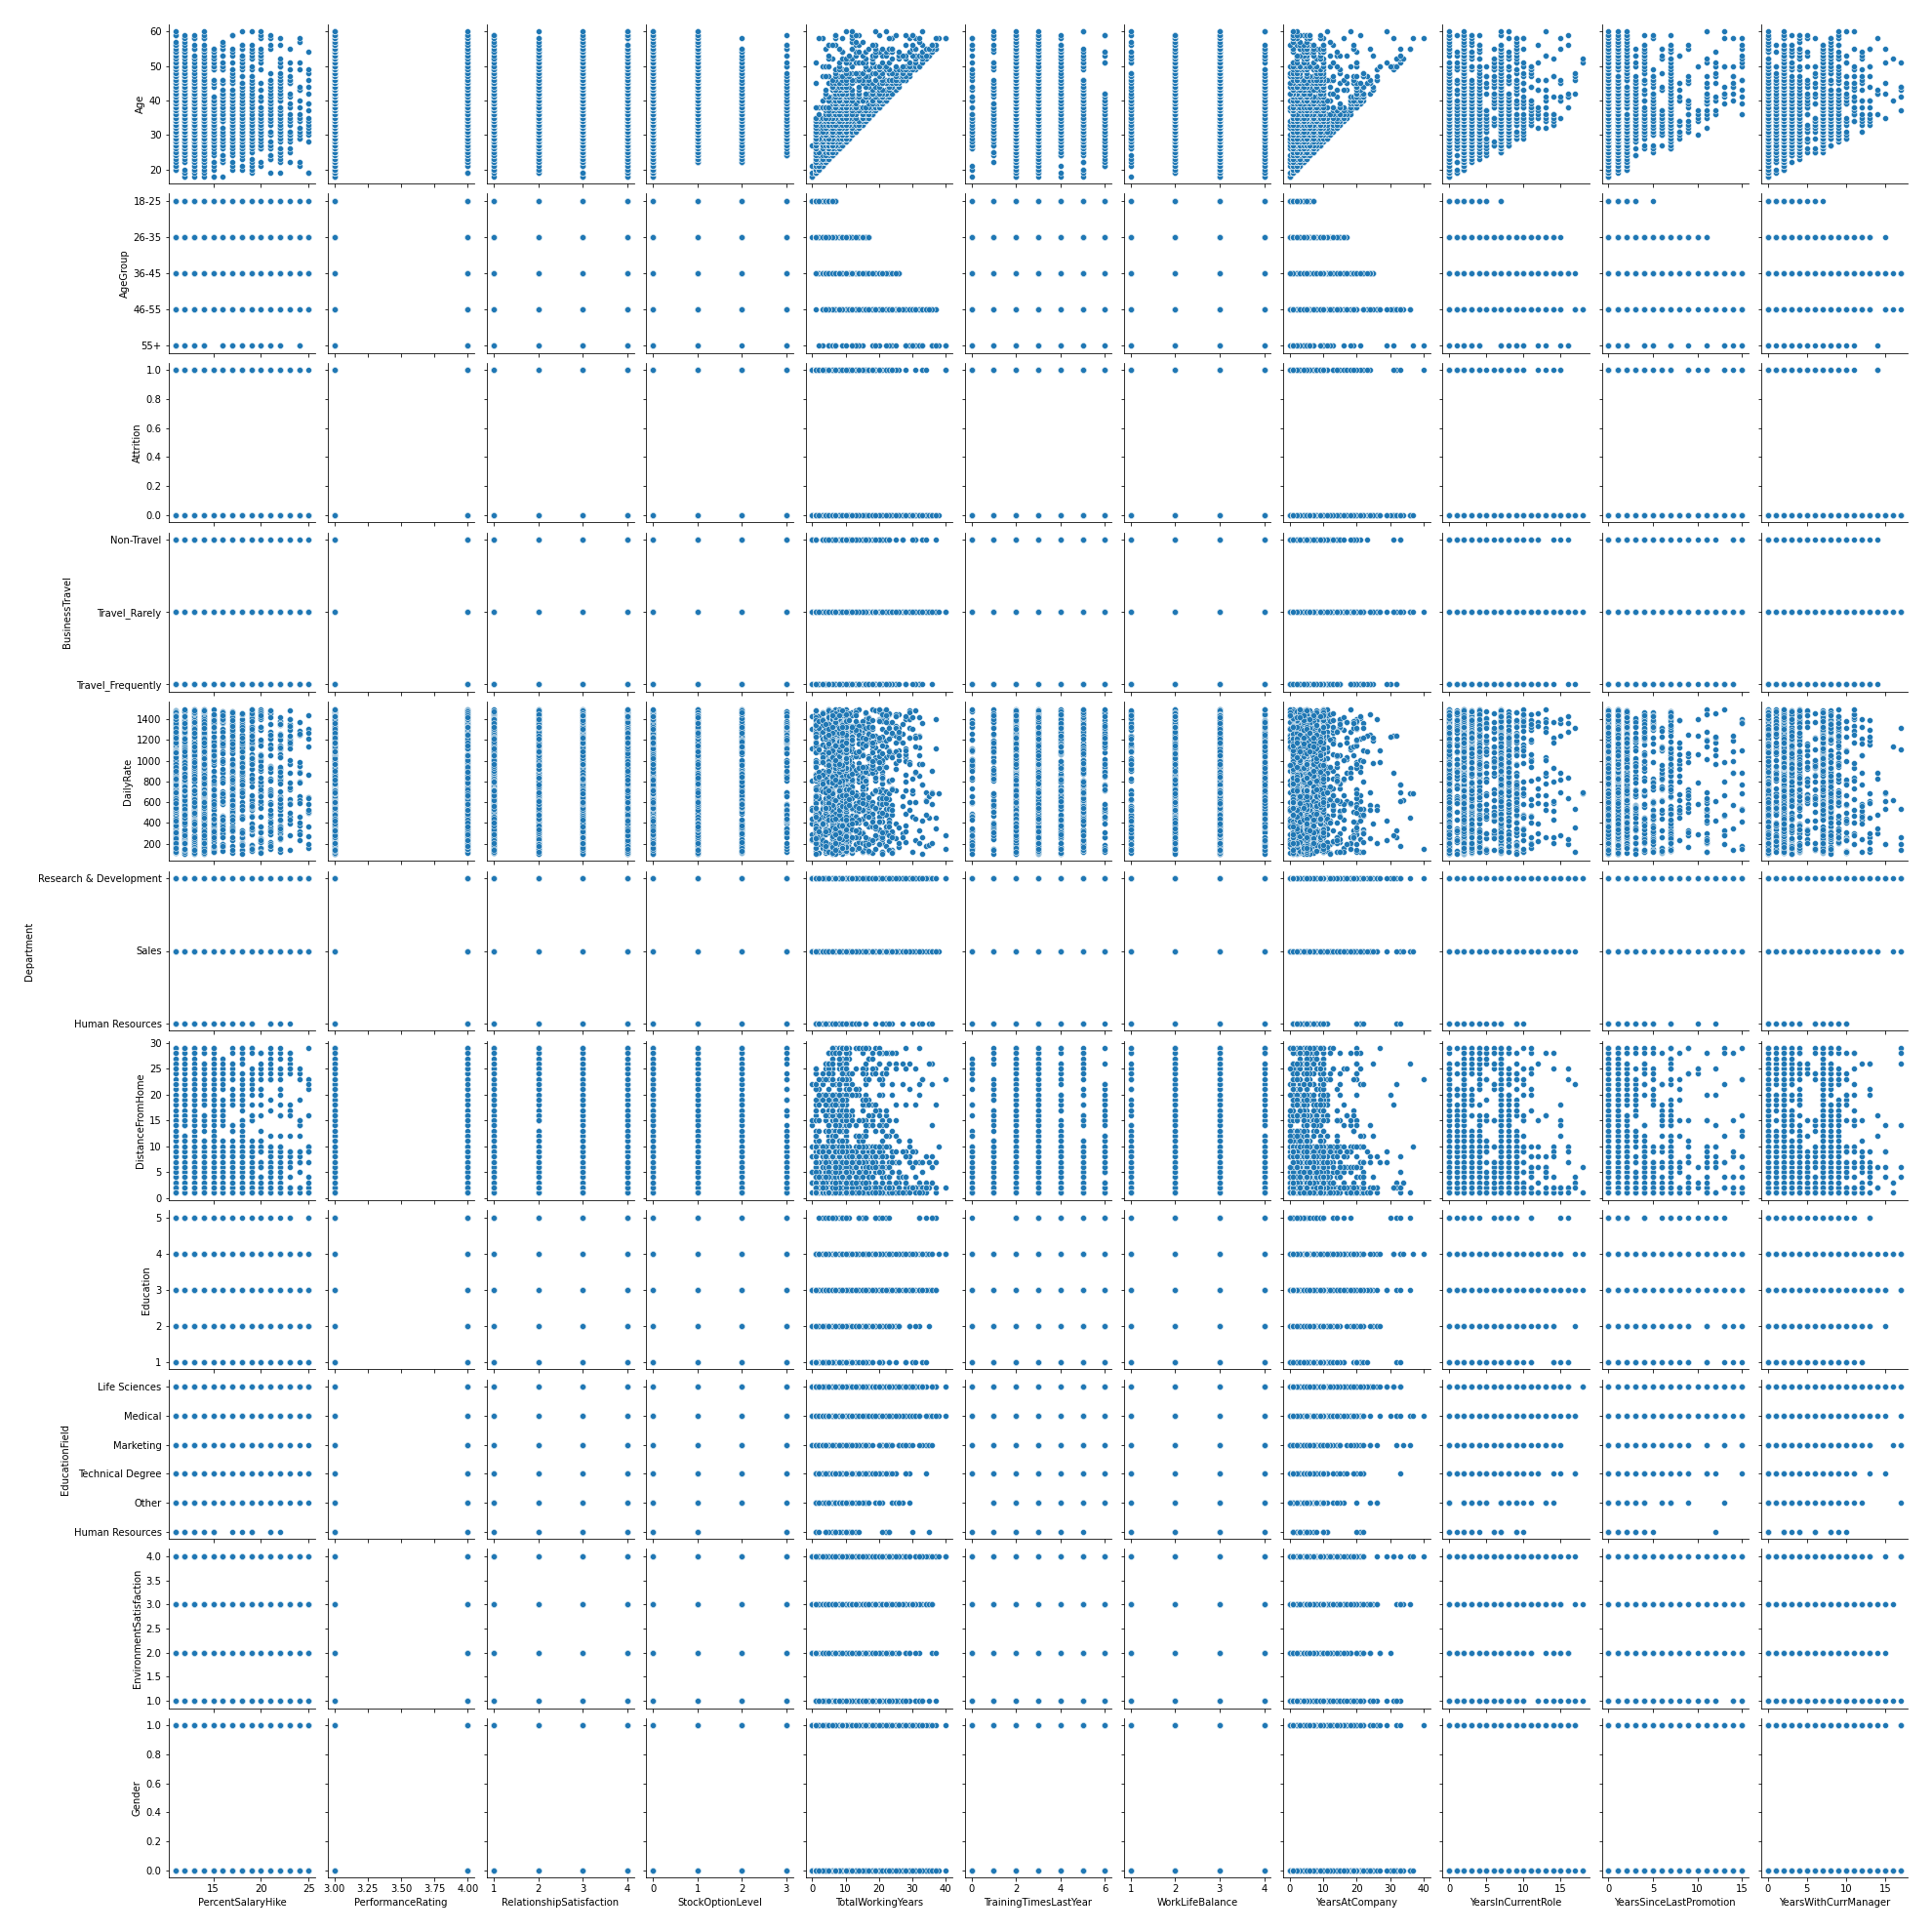 60
50
40
30
20
Age
18-25
26-35
36-45
46-55
55+
AgeGroup
1.0
0.8
0.6
0.4
0.2
0.0
Attrition
Non-Travel
Travel_Rarely
Travel_Frequently
BusinessTravel
1400
1200
1000
800
600
400
200
DailyRate
Research & Development
Sales
Human Resources
Department
30
25
20
15
10
5
0
DistanceFromHome
5
4
3
2
1
Education
Life Sciences
Medical
Marketing
Technical Degree
Other
Human Resources
EducationField
4.0
3.5
3.0
2.5
2.0
1.5
1.0
EnvironmentSatisfaction
1.0
0.8
0.6
0.4
0.2
0.0
Gender
15 20 25 3.00 3.25 3.50 3.75 4.00 1 2 3 4 0 1 2 3 0 10 20 30 40 0 2 4 6 1 2 3 4 0 10 20 30 40 0 5 10 15 0 5 10 15 0 5 10 15
PercentSalaryHike PerformanceRating RelationshipSatisfaction StockOptionLevel TotalWorkingYears TrainingTimesLastYear WorkLifeBalance YearsAtCompany YearsInCurrentRole YearsSinceLastPromotion YearsWithCurrManager